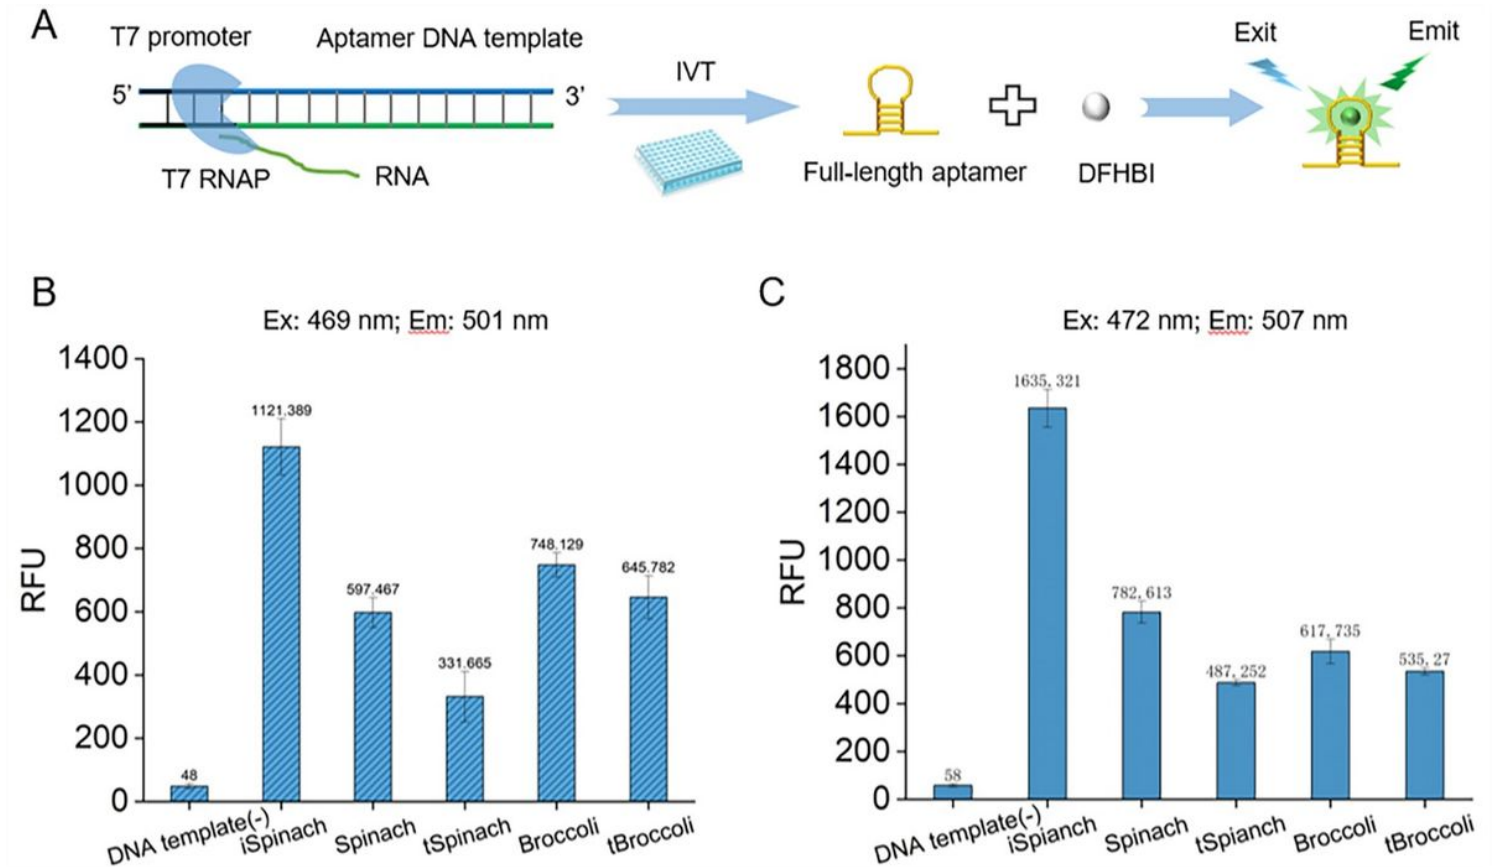 A
T7 promoter
Aptamer DNA template
Exit
Emit
IVT
5’
3’
T7 RNAP
RNA
Full-length aptamer
DFHBI
B
Ex: 469 nm; Em: 501 nm
1400
1200
1000
800
600
400
200
0
RFU
48
1121.389
597.467
331.665
748.129
645.782
DNA template(-)
iSpinach
Spinach
tSpinach
Broccoli
tBroccoli
C
Ex: 472 nm; Em: 507 nm
1800
1600
1400
1200
1000
800
600
400
200
0
RFU
58
1635, 321
782, 613
487, 252
617, 735
535, 27
DNA template(-)
iSpianch
Spinach
tSpianch
Broccoli
tBroccoli